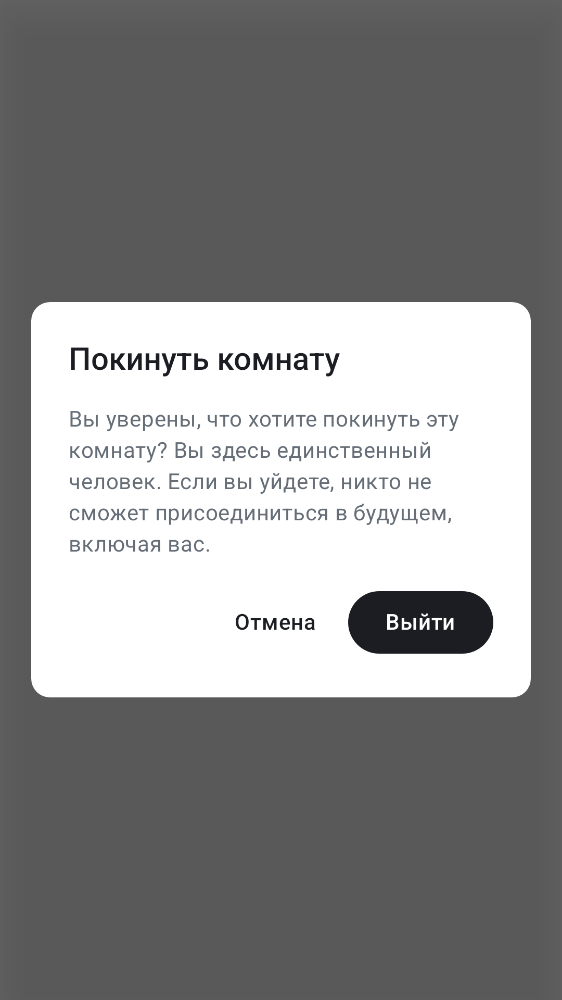 Покинуть комнату
Вы уверены, что хотите покинуть эту
комнату? Вы здесь единственный
человек. Если вы уйдете, никто не
сможет присоединиться в будущем,
включая вас.
Отмена
Выйти